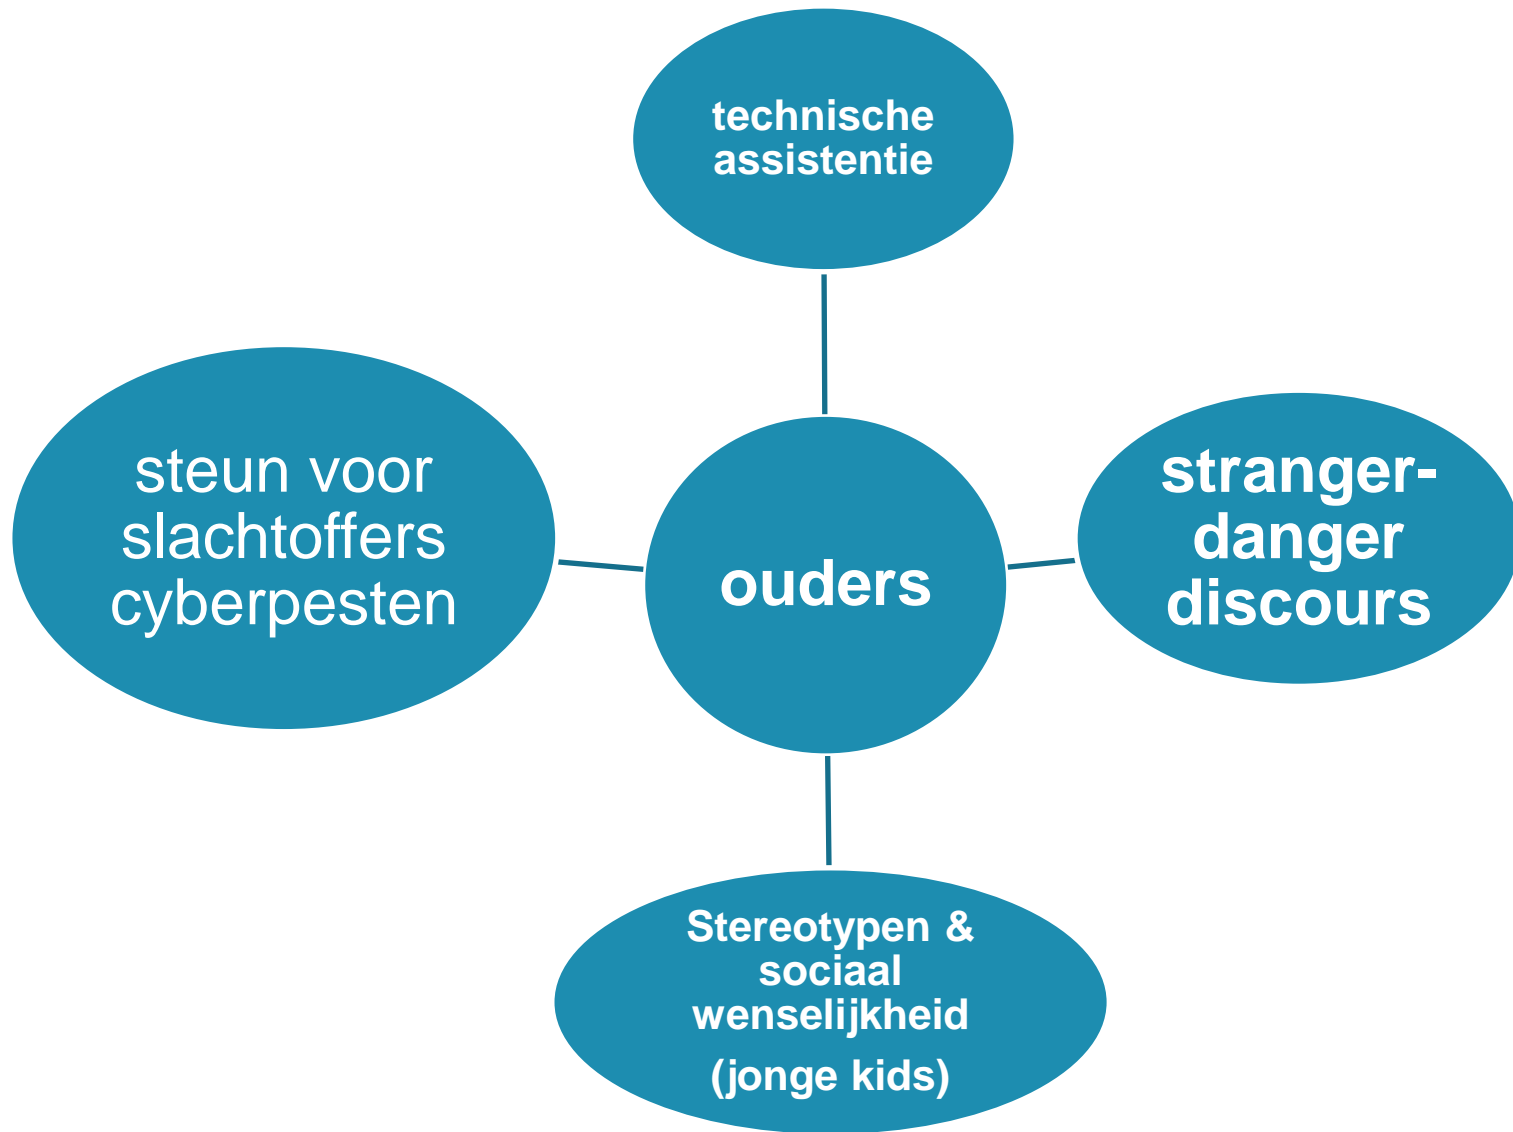 technische
assistentie
steun voor
slachtoffers
cyberpesten
ouders
stranger-
danger
discours
Stereotypen &
sociaal
wenselijkheid
(jonge kids)